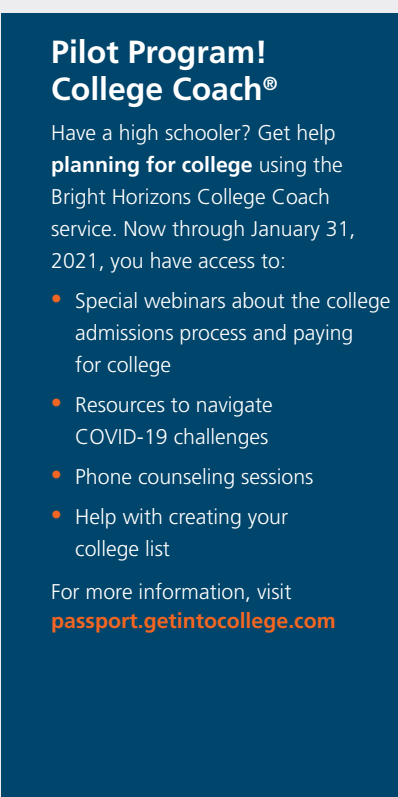 Pilot Program!
College Coach®
Have a high schooler? Get help
planning for college using the
Bright Horizons College Coach
service. Now through January 31,
2021, you have access to:
• Special webinars about the college
admissions process and paying
for college
• Resources to navigate
COVID-19 challenges
• Phone counseling sessions
• Help with creating your
college list
For more information, visit
passport.getintocollege.com